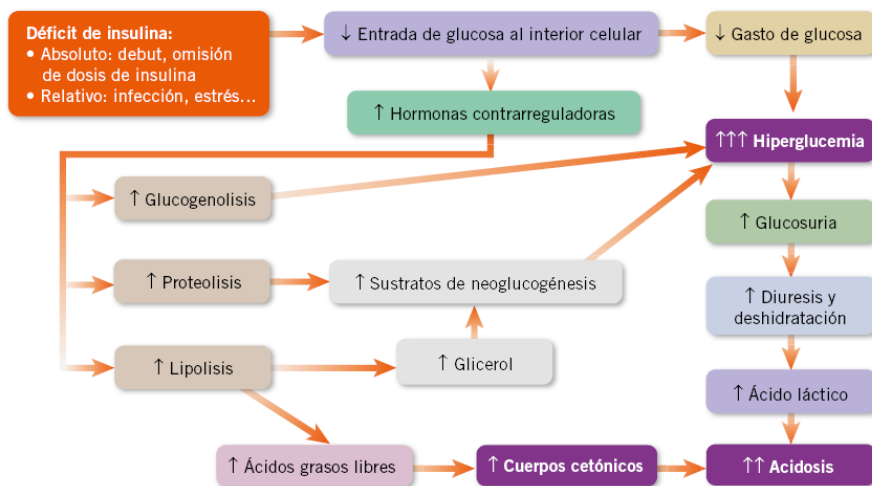 Déficit de insulina:
• Absoluto: debut, omisión
de dosis de insulina
• Relativo: infección, estrés...
↓ Entrada de glucosa al interior celular
↓ Gasto de glucosa
↑ Hormonas contrarreguladoras
↑↑↑ Hiperglucemia
↑ Glucogenolisis
↑ Glucosuria
↑ Proteolisis
↑ Sustratos de neoglucogénesis
↑ Diuresis y
deshidratación
↑ Lipolisis
↑ Glicerol
↑ Ácido láctico
↑ Ácidos grasos libres
↑ Cuerpos cetónicos
↑↑ Acidosis